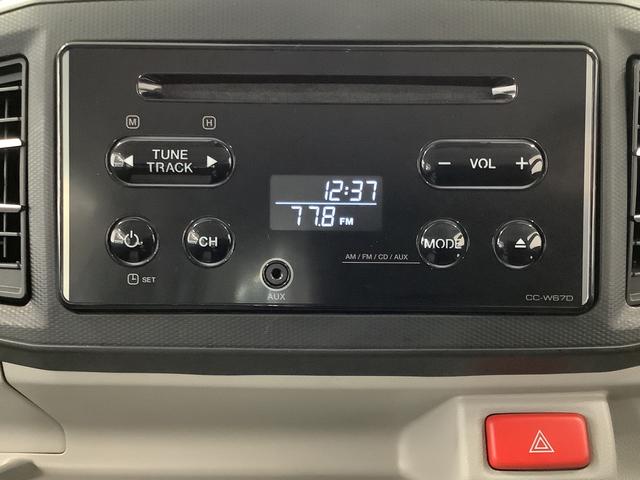 M H
TUNE
TRACK
- VOL +
12:37
77.8 FM
CH
MODE
AM / FM / CD / AUX
SET
AUX
CC-W67D